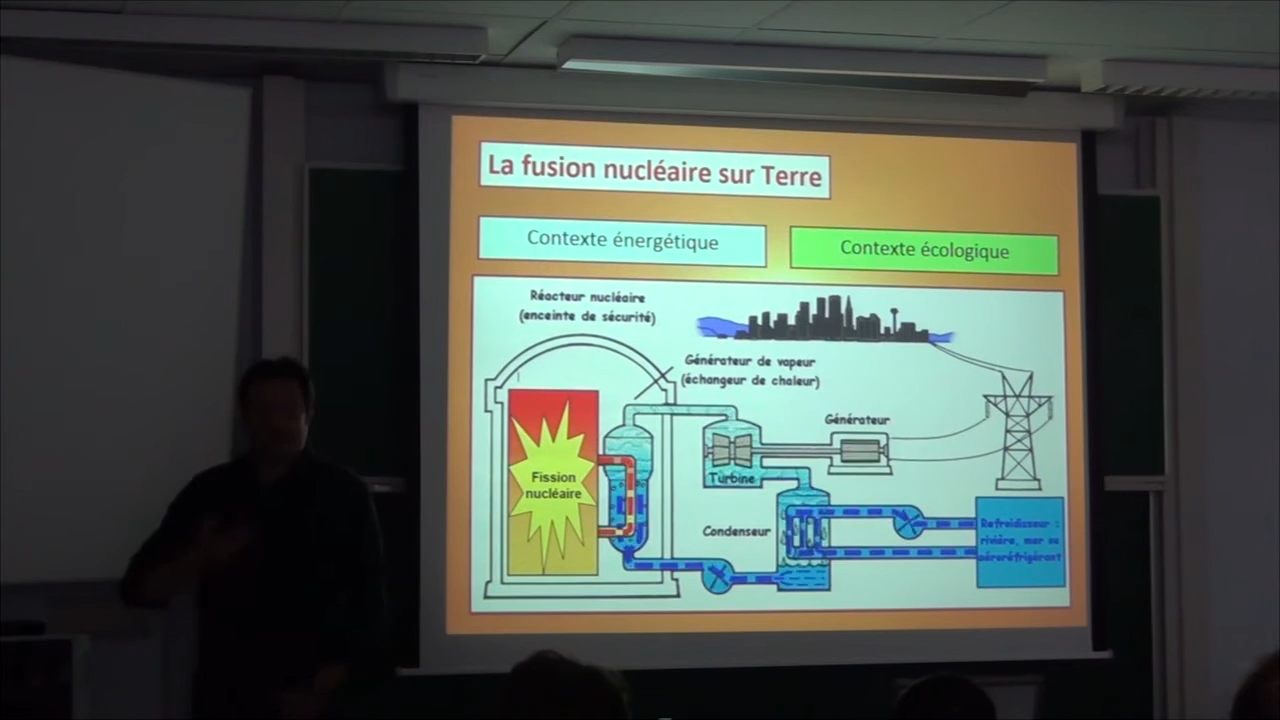 La fusion nucléaire sur Terre
Contexte énergétique
Contexte écologique
Réacteur nucléaire
(enceinte de sécurité)
Générateur de vapeur
(échangeur de chaleur)
Générateur
Fission
nucléaire
Turbine
Condenseur
Refroidisseur :
rivière, mer ou
aéroréfrigérant